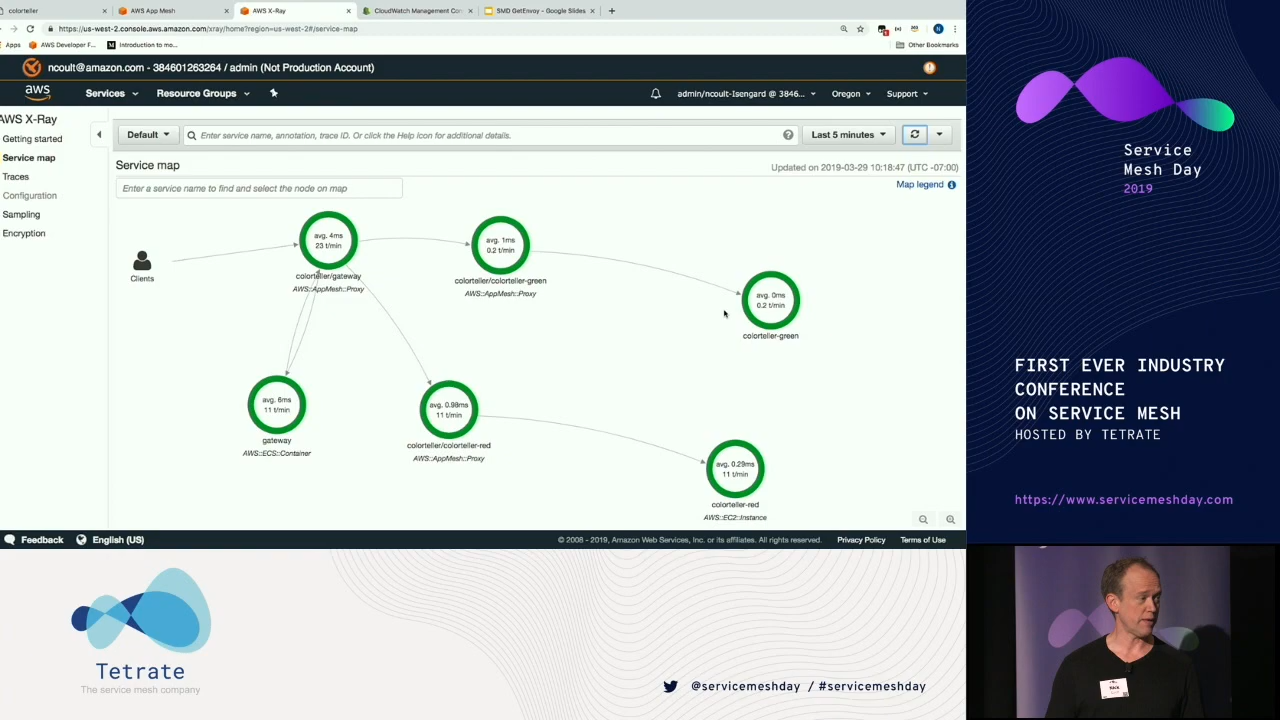 colorteller
AWS App Mesh
AWS X-Ray
CloudWatch Management Con
SMD GetEnvoy - Google Slides
https://us-west-2.console.aws.amazon.com/xray/home?region=us-west-2#/service-map
Apps
AWS Developer F...
Introduction to mo...
Other Bookmarks
ncoult@amazon.com - 384601263264 / admin (Not Production Account)
aws
Services
Resource Groups
admin/ncoult-Isengard @ 3846...
Oregon
Support
AWS X-Ray
Getting started
Service map
Traces
Configuration
Sampling
Encryption
Default
Enter service name, annotation, trace ID. Or click the Help icon for additional details.
Last 5 minutes
Service map
Updated on 2019-03-29 10:18:47 (UTC -07:00)
Enter a service name to find and select the node on map
Map legend
Clients
avg. 4ms
23 t/min
colorteller/gateway
AWS::AppMesh::Proxy
avg. 1ms
0.2 t/min
colorteller/colorteller-green
AWS::AppMesh::Proxy
avg. 0ms
0.2 t/min
colorteller-green
avg. 6ms
11 t/min
gateway
AWS::ECS::Container
avg. 0.98ms
11 t/min
colorteller/colorteller-red
AWS::AppMesh::Proxy
avg. 0.29ms
11 t/min
colorteller-red
AWS::EC2::Instance
Feedback
English (US)
© 2008 - 2019, Amazon Web Services, Inc. or its affiliates. All rights reserved.
Privacy Policy
Terms of Use
Service
Mesh Day
2019
FIRST EVER INDUSTRY
CONFERENCE
ON SERVICE MESH
HOSTED BY TETRATE
https://www.servicemeshday.com
Tetrate
The service mesh company
@servicemeshday / #servicemeshday